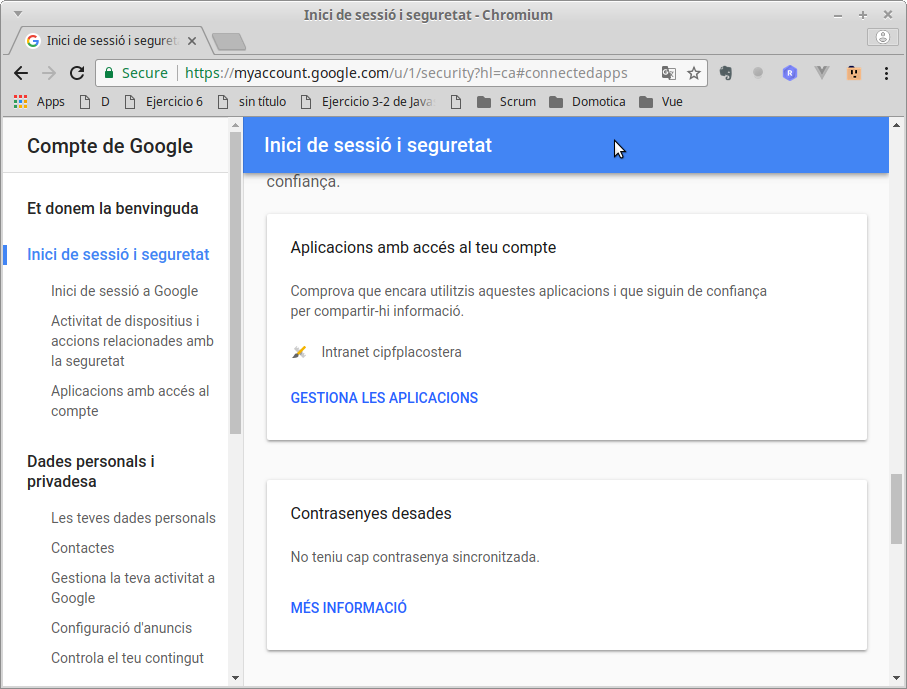 Inici de sessió i seguretat - Chromium
Inici de sessió i seguret
Secure
https://myaccount.google.com/u/1/security?hl=ca#connectedapps
Apps
D
Ejercicio 6
sin título
Ejercicio 3-2 de Java
Scrum
Domotica
Vue
Compte de Google
Et donem la benvinguda
Inici de sessió i seguretat
Inici de sessió a Google
Activitat de dispositius i
accions relacionades amb
la seguretat
Aplicacions amb accés al
compte
Dades personals i
privadesa
Les teves dades personals
Contactes
Gestiona la teva activitat a
Google
Configuració d'anuncis
Controla el teu contingut
Inici de sessió i seguretat
confiança.
Aplicacions amb accés al teu compte
Comprova que encara utilitzis aquestes aplicacions i que siguin de confiança
per compartir-hi informació.
Intranet cipfplacostera
GESTIONA LES APLICACIONS
Contrasenyes desades
No teniu cap contrasenya sincronitzada.
MÉS INFORMACIÓ